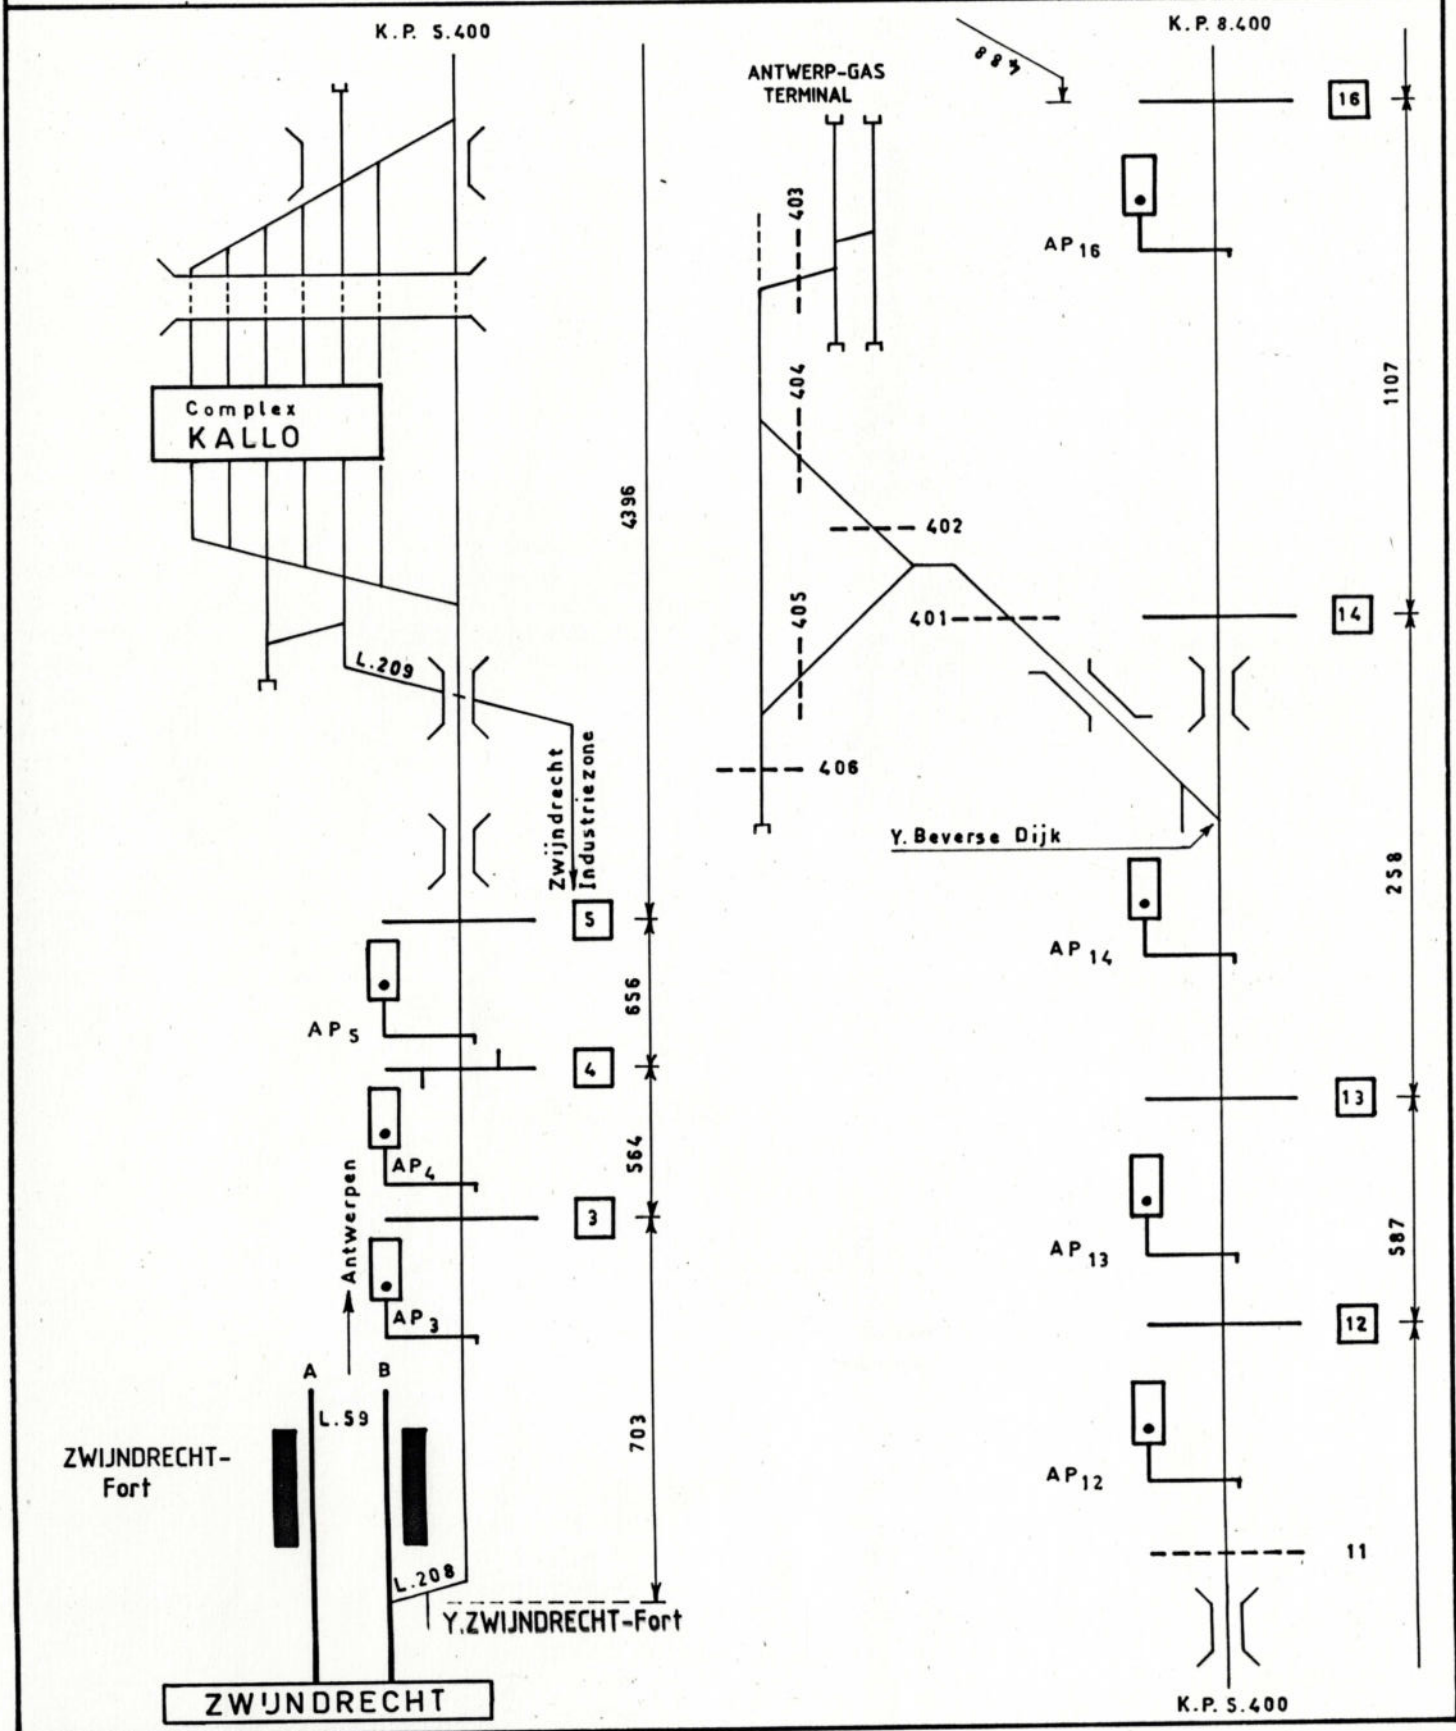 K.P. 5.400
Complex
KALLO
L.209
Zwijndrecht
Industriezone
4396
5
656
AP5
4
564
AP4
3
Antwerpen
AP3
703
A
B
L.59
ZWIJNDRECHT-
Fort
L.208
Y.ZWIJNDRECHT-Fort
ZWIJNDRECHT
K.P. 8.400
ANTWERP-GAS
TERMINAL
16
403
AP16
1107
404
402
405
401
14
406
Y. Beverse Dijk
258
AP14
13
AP13
587
12
AP12
11
K.P. 5.400